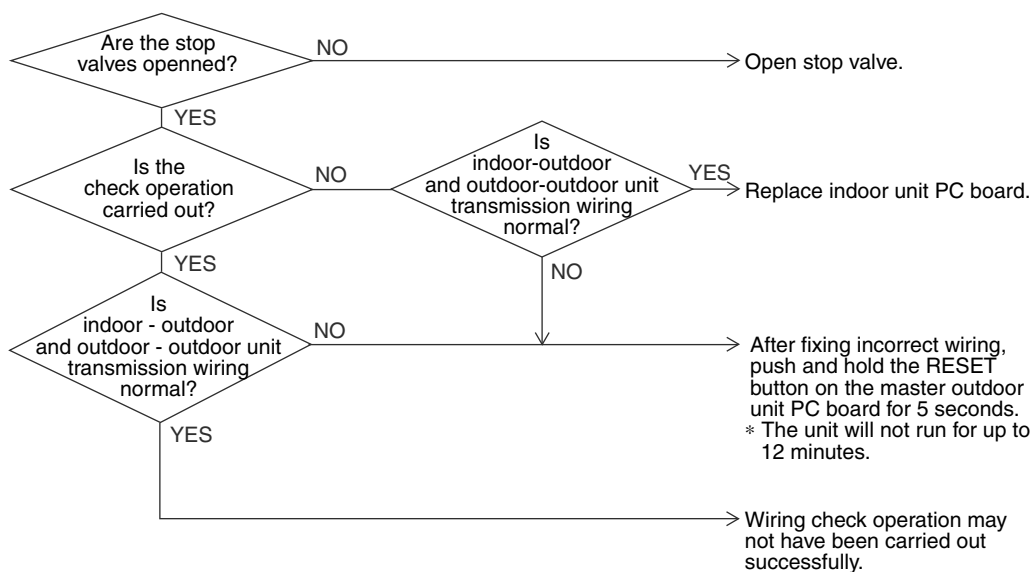 Are the stop
valves openned?
NO
Open stop valve.
YES
Is the
check operation
carried out?
NO
Is
indoor-outdoor
and outdoor-outdoor unit
transmission wiring
normal?
YES
Replace indoor unit PC board.
YES
NO
Is
indoor - outdoor
and outdoor - outdoor unit
transmission wiring
normal?
NO
After fixing incorrect wiring,
push and hold the RESET
button on the master outdoor
unit PC board for 5 seconds.
* The unit will not run for up to
12 minutes.
YES
Wiring check operation may
not have been carried out
successfully.